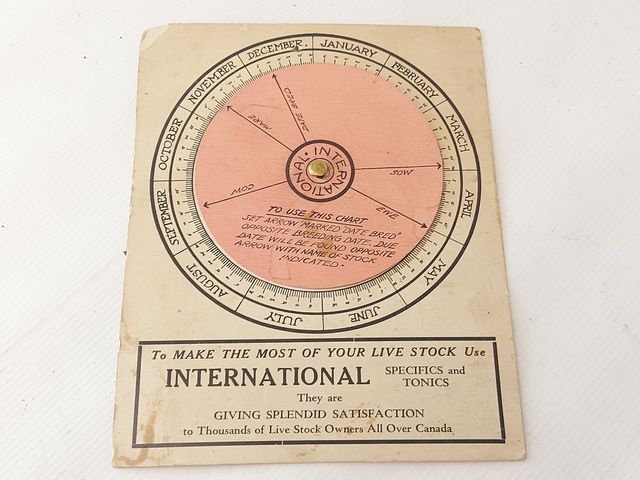 DECEMBER.
JANUARY
FEBRUARY
MARCH
APRIL
MAY
JUNE
JULY
AUGUST
SEPTEMBER
OCTOBER
NOVEMBER
DATE BRED
MARE
SOW
EWE
COW
INTERNATIONAL
TO USE THIS CHART
SET ARROW MARKED "DATE BRED"
OPPOSITE BREEDING DATE. DUE
DATE WILL BE FOUND OPPOSITE
ARROW WITH NAME OF STOCK
INDICATED.
To MAKE THE MOST OF YOUR LIVE STOCK Use
INTERNATIONAL SPECIFICS and TONICS
They are
GIVING SPLENDID SATISFACTION
to Thousands of Live Stock Owners All Over Canada